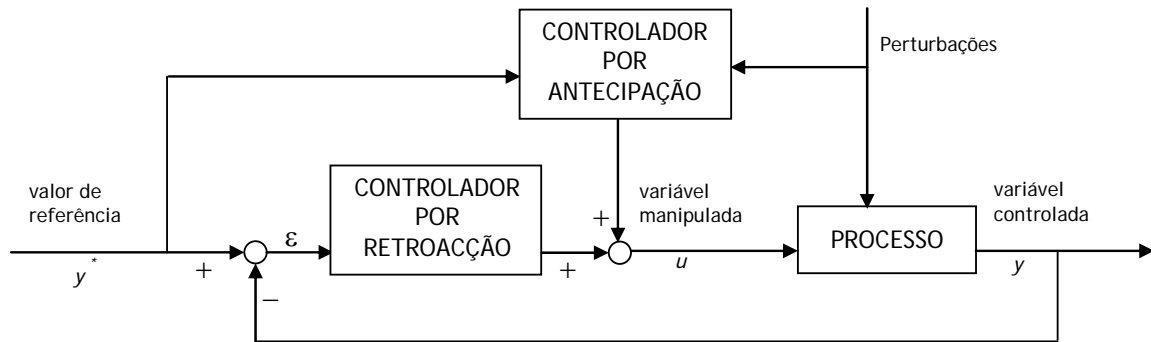 CONTROLADOR
POR
ANTECIPAÇÃO
Perturbações
valor de
referência
y*
+
−
ε
CONTROLADOR
POR
RETROACÇÃO
+
+
variável
manipulada
u
PROCESSO
variável
controlada
y